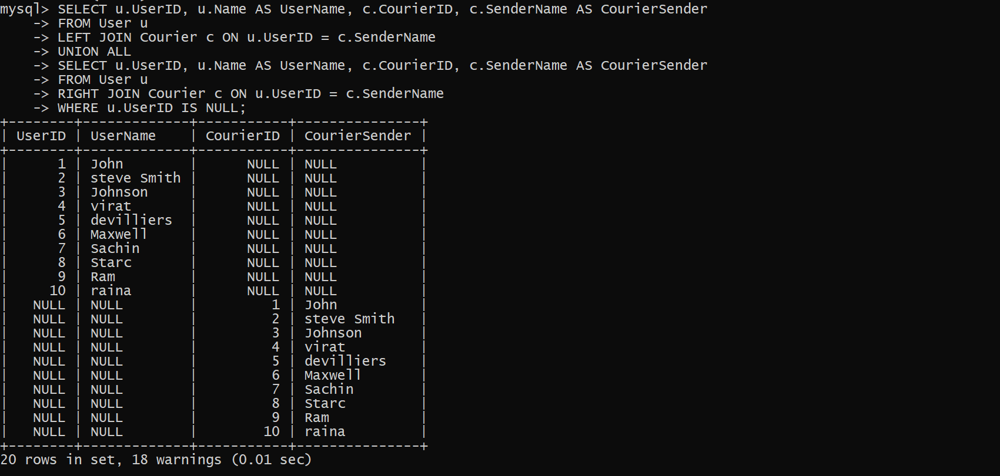 mysql> SELECT u.UserID, u.Name AS UserName, c.CourierID, c.SenderName AS CourierSender
    -> FROM User u
    -> LEFT JOIN Courier c ON u.UserID = c.SenderName
    -> UNION ALL
    -> SELECT u.UserID, u.Name AS UserName, c.CourierID, c.SenderName AS CourierSender
    -> FROM User u
    -> RIGHT JOIN Courier c ON u.UserID = c.SenderName
    -> WHERE u.UserID IS NULL;
+--------+-------------+-----------+---------------+
| UserID | UserName    | CourierID | CourierSender |
+--------+-------------+-----------+---------------+
|      1 | John        |      NULL | NULL          |
|      2 | steve Smith |      NULL | NULL          |
|      3 | Johnson     |      NULL | NULL          |
|      4 | virat       |      NULL | NULL          |
|      5 | devilliers  |      NULL | NULL          |
|      6 | Maxwell     |      NULL | NULL          |
|      7 | Sachin      |      NULL | NULL          |
|      8 | Starc       |      NULL | NULL          |
|      9 | Ram         |      NULL | NULL          |
|     10 | raina       |      NULL | NULL          |
|   NULL | NULL        |         1 | John          |
|   NULL | NULL        |         2 | steve Smith   |
|   NULL | NULL        |         3 | Johnson       |
|   NULL | NULL        |         4 | virat         |
|   NULL | NULL        |         5 | devilliers    |
|   NULL | NULL        |         6 | Maxwell       |
|   NULL | NULL        |         7 | Sachin        |
|   NULL | NULL        |         8 | Starc         |
|   NULL | NULL        |         9 | Ram           |
|   NULL | NULL        |        10 | raina         |
+--------+-------------+-----------+---------------+
20 rows in set, 18 warnings (0.01 sec)